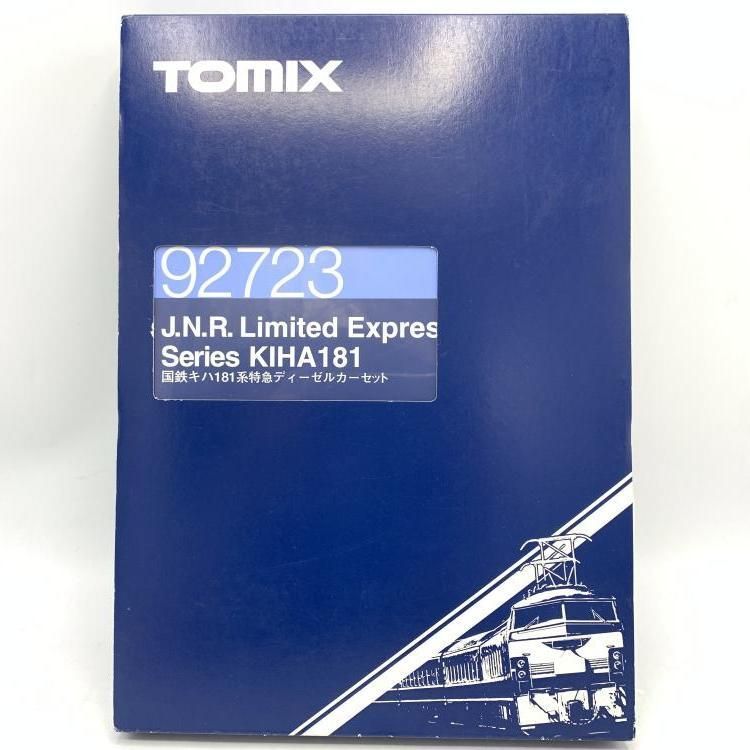 TOMIX
92723
J.N.R. Limited Expres
Series KIHA181
国鉄キハ181系特急ディーゼルカーセット